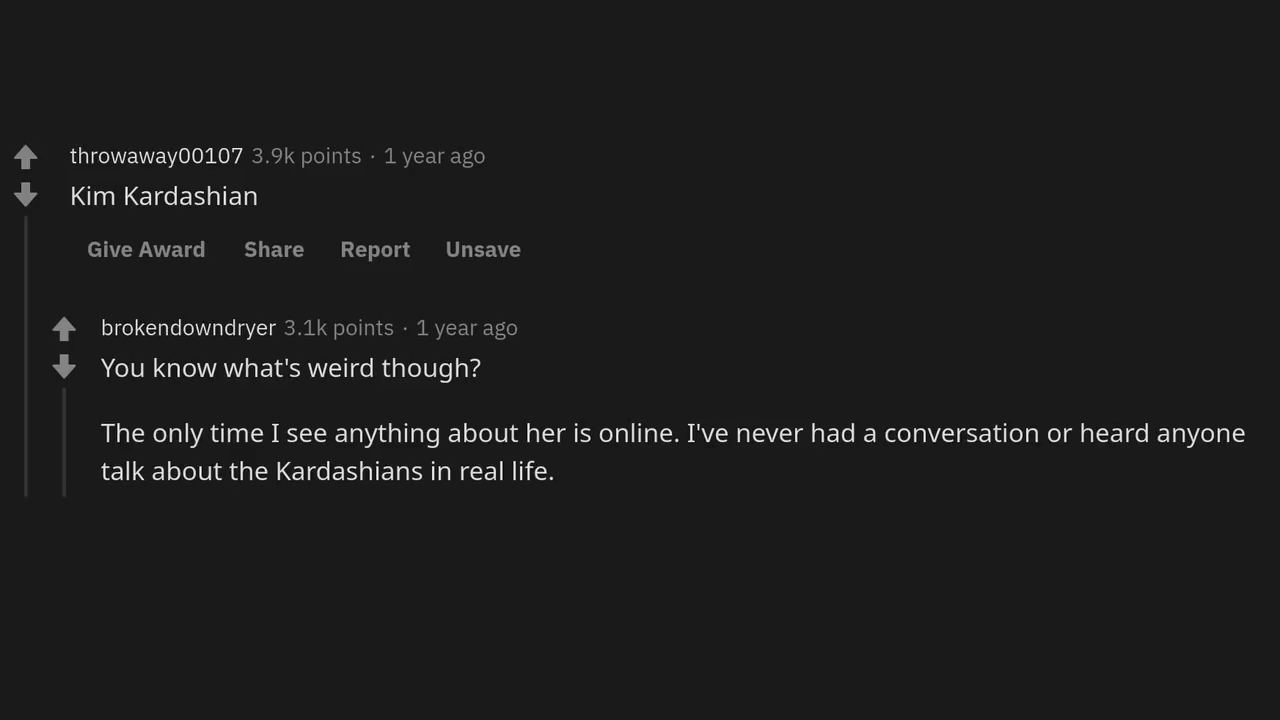 throwaway00107 3.9k points · 1 year ago
Kim Kardashian
Give Award Share Report Unsave
brokendowndryer 3.1k points · 1 year ago
You know what's weird though?
The only time I see anything about her is online. I've never had a conversation or heard anyone
talk about the Kardashians in real life.